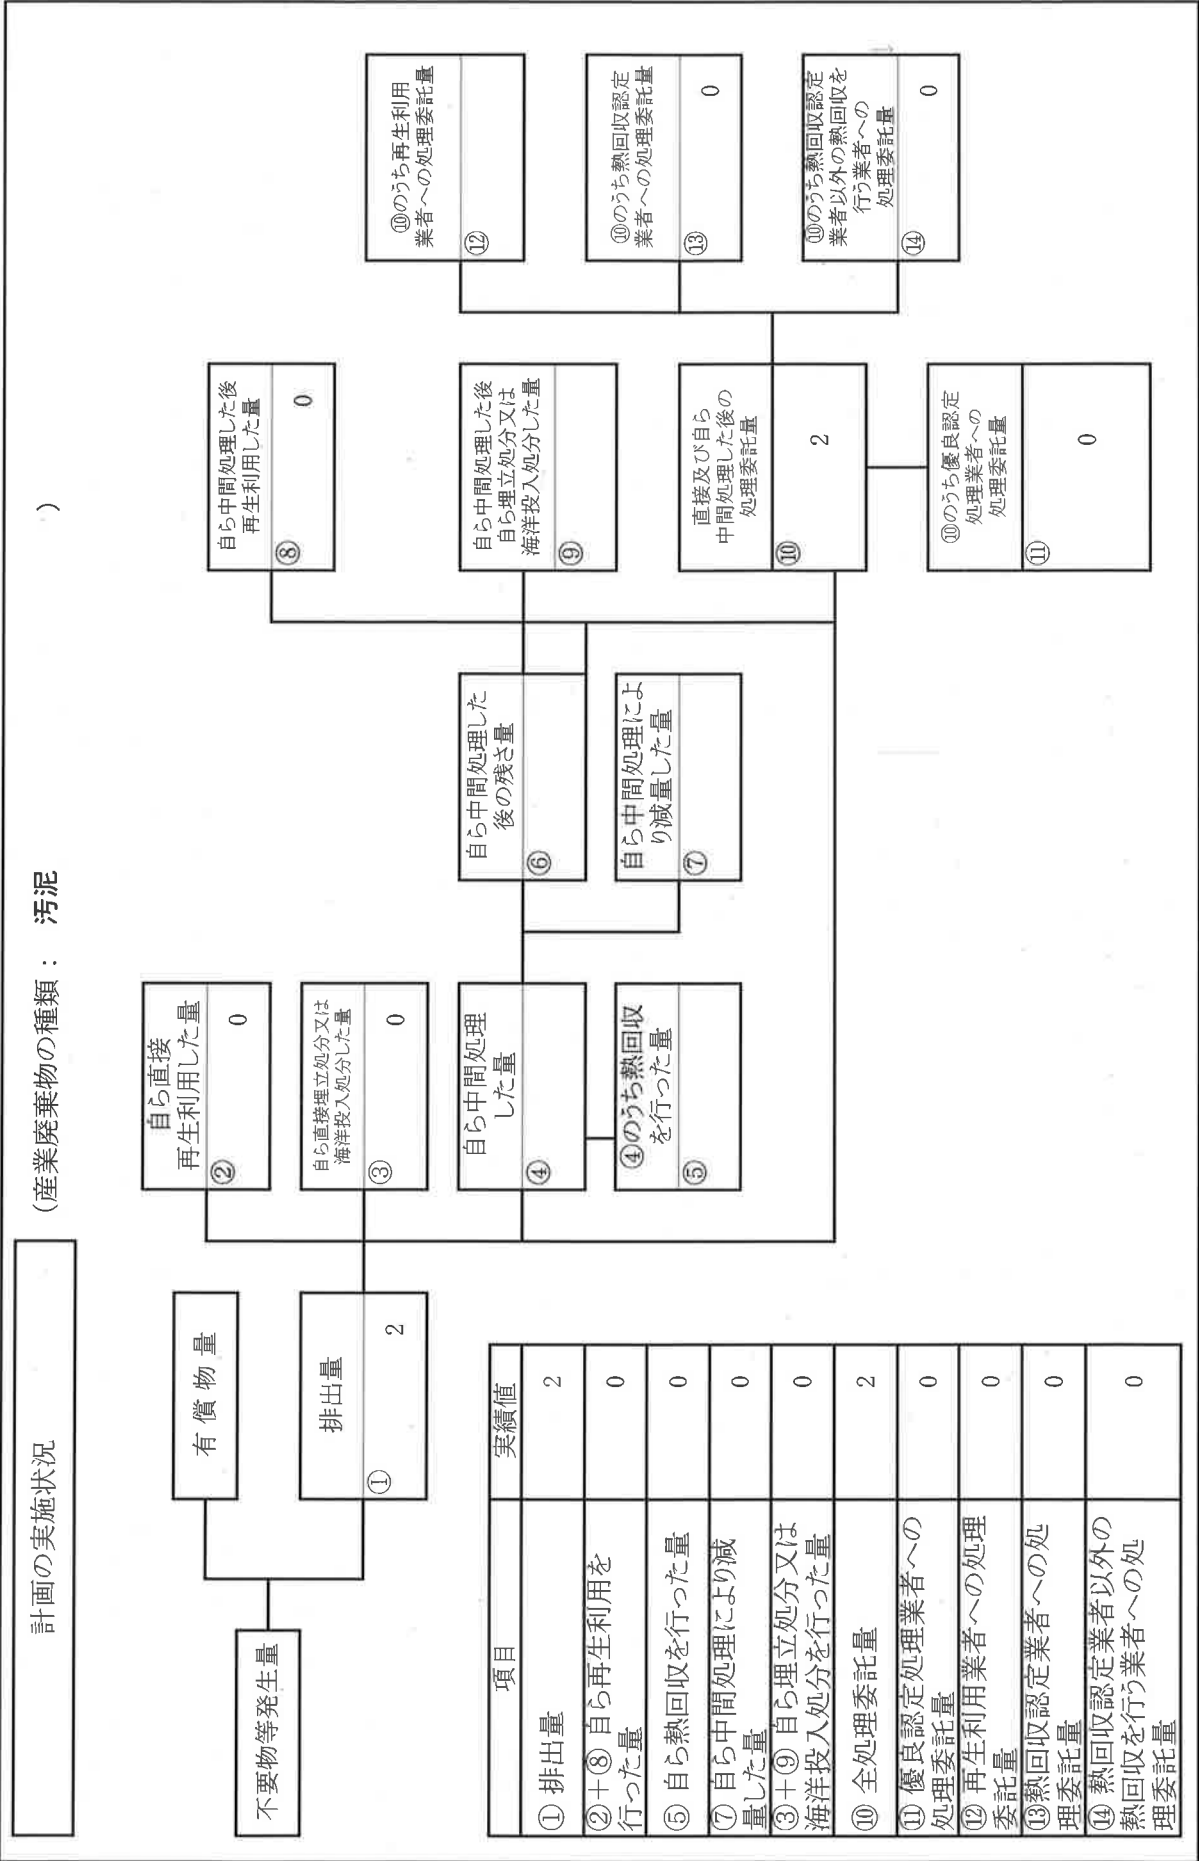 計画の実施状況
(産業廃棄物の種類： 汚泥 )
不要物等発生量
有償物量
排出量
①
2
自ら直接
再生利用した量
②
0
自ら直接埋立処分又は
海洋投入処分した量
③
0
自ら中間処理
した量
④
④のうち熱回収
を行った量
⑤
自ら中間処理した
後の残さ量
⑥
自ら中間処理によ
り減量した量
⑦
自ら中間処理した後
再生利用した量
⑧
0
自ら中間処理した後
自ら埋立処分又は
海洋投入処分した量
⑨
直接及び自ら
中間処理した後の
処理委託量
⑩
2
⑩のうち優良認定
処理業者への
処理委託量
⑪
0
⑩のうち再生利用
業者への処理委託量
⑫
⑩のうち熱回収認定
業者への処理委託量
⑬
0
⑩のうち熱回収認定
業者以外の熱回収を
行う業者への
処理委託量
⑭
0
項目 実績値
① 排出量 2
②＋⑧ 自ら再生利用を
行った量 0
⑤ 自ら熱回収を行った量 0
⑦ 自ら中間処理により減
量した量 0
③＋⑨ 自ら埋立処分又は
海洋投入処分を行った量 0
⑩ 全処理委託量 2
⑪ 優良認定処理業者への
処理委託量 0
⑫ 再生利用業者への処理
委託量 0
⑬熱回収認定業者への処
理委託量 0
⑭ 熱回収認定業者以外の
熱回収を行う業者への処
理委託量 0